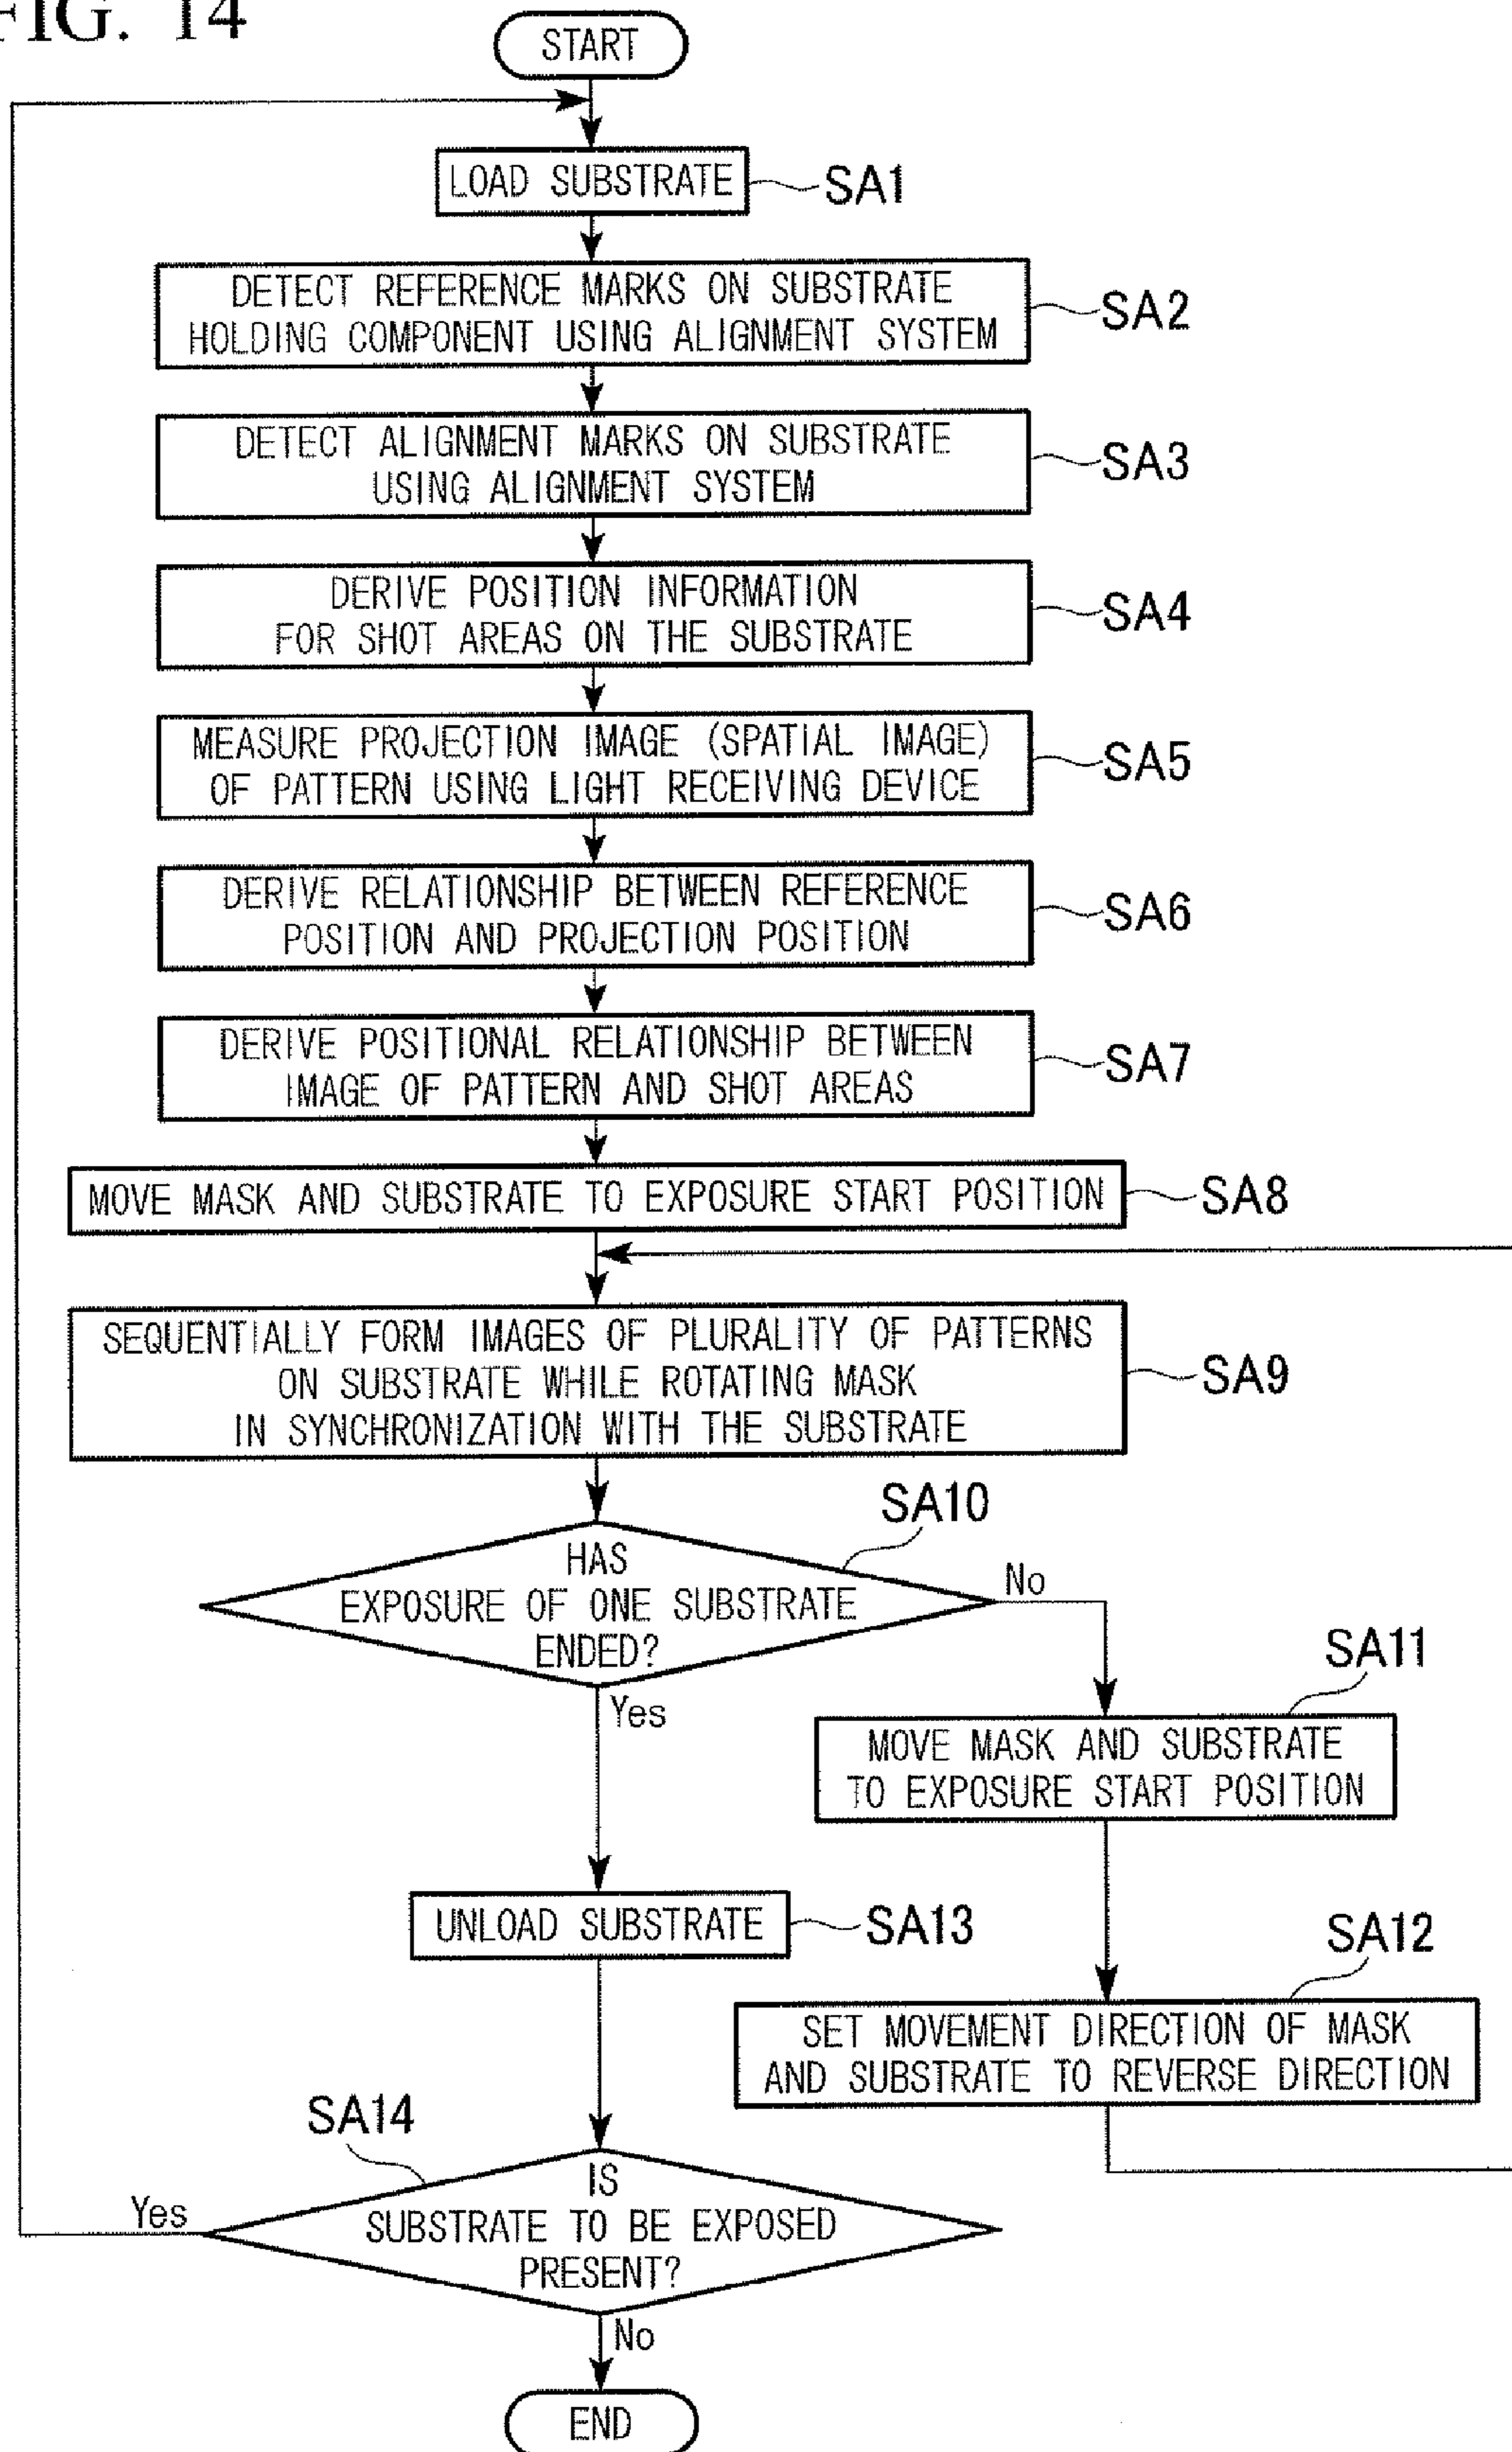 FIG. 14
START
LOAD SUBSTRATE
SA1
DETECT REFERENCE MARKS ON SUBSTRATE
HOLDING COMPONENT USING ALIGNMENT SYSTEM
SA2
DETECT ALIGNMENT MARKS ON SUBSTRATE
USING ALIGNMENT SYSTEM
SA3
DERIVE POSITION INFORMATION
FOR SHOT AREAS ON THE SUBSTRATE
SA4
MEASURE PROJECTION IMAGE (SPATIAL IMAGE)
OF PATTERN USING LIGHT RECEIVING DEVICE
SA5
DERIVE RELATIONSHIP BETWEEN REFERENCE
POSITION AND PROJECTION POSITION
SA6
DERIVE POSITIONAL RELATIONSHIP BETWEEN
IMAGE OF PATTERN AND SHOT AREAS
SA7
MOVE MASK AND SUBSTRATE TO EXPOSURE START POSITION
SA8
SEQUENTIALLY FORM IMAGES OF PLURALITY OF PATTERNS
ON SUBSTRATE WHILE ROTATING MASK
IN SYNCHRONIZATION WITH THE SUBSTRATE
SA9
SA10
HAS
EXPOSURE OF ONE SUBSTRATE
ENDED?
No
Yes
SA11
MOVE MASK AND SUBSTRATE
TO EXPOSURE START POSITION
UNLOAD SUBSTRATE
SA13
SA12
SET MOVEMENT DIRECTION OF MASK
AND SUBSTRATE TO REVERSE DIRECTION
SA14
IS
SUBSTRATE TO BE EXPOSED
PRESENT?
Yes
No
END